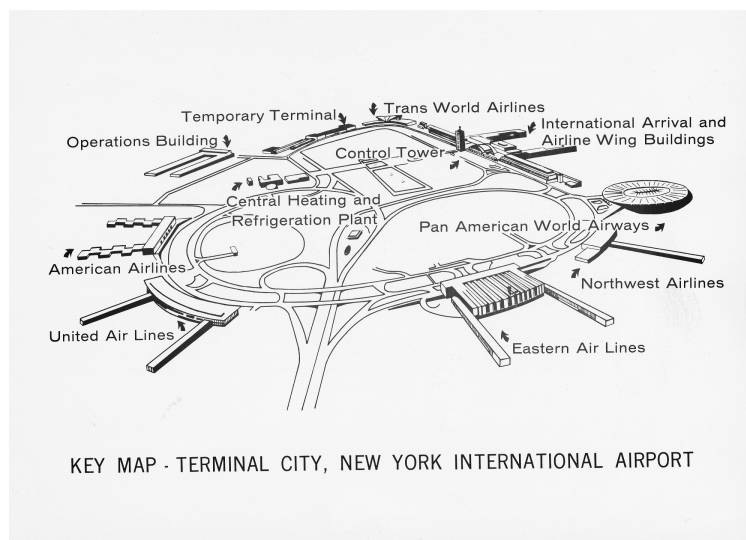 Temporary Terminal
Trans World Airlines
International Arrival and
Airline Wing Buildings
Operations Building
Control Tower
Central Heating and
Refrigeration Plant
Pan American World Airways
American Airlines
Northwest Airlines
United Air Lines
Eastern Air Lines
KEY MAP - TERMINAL CITY, NEW YORK INTERNATIONAL AIRPORT